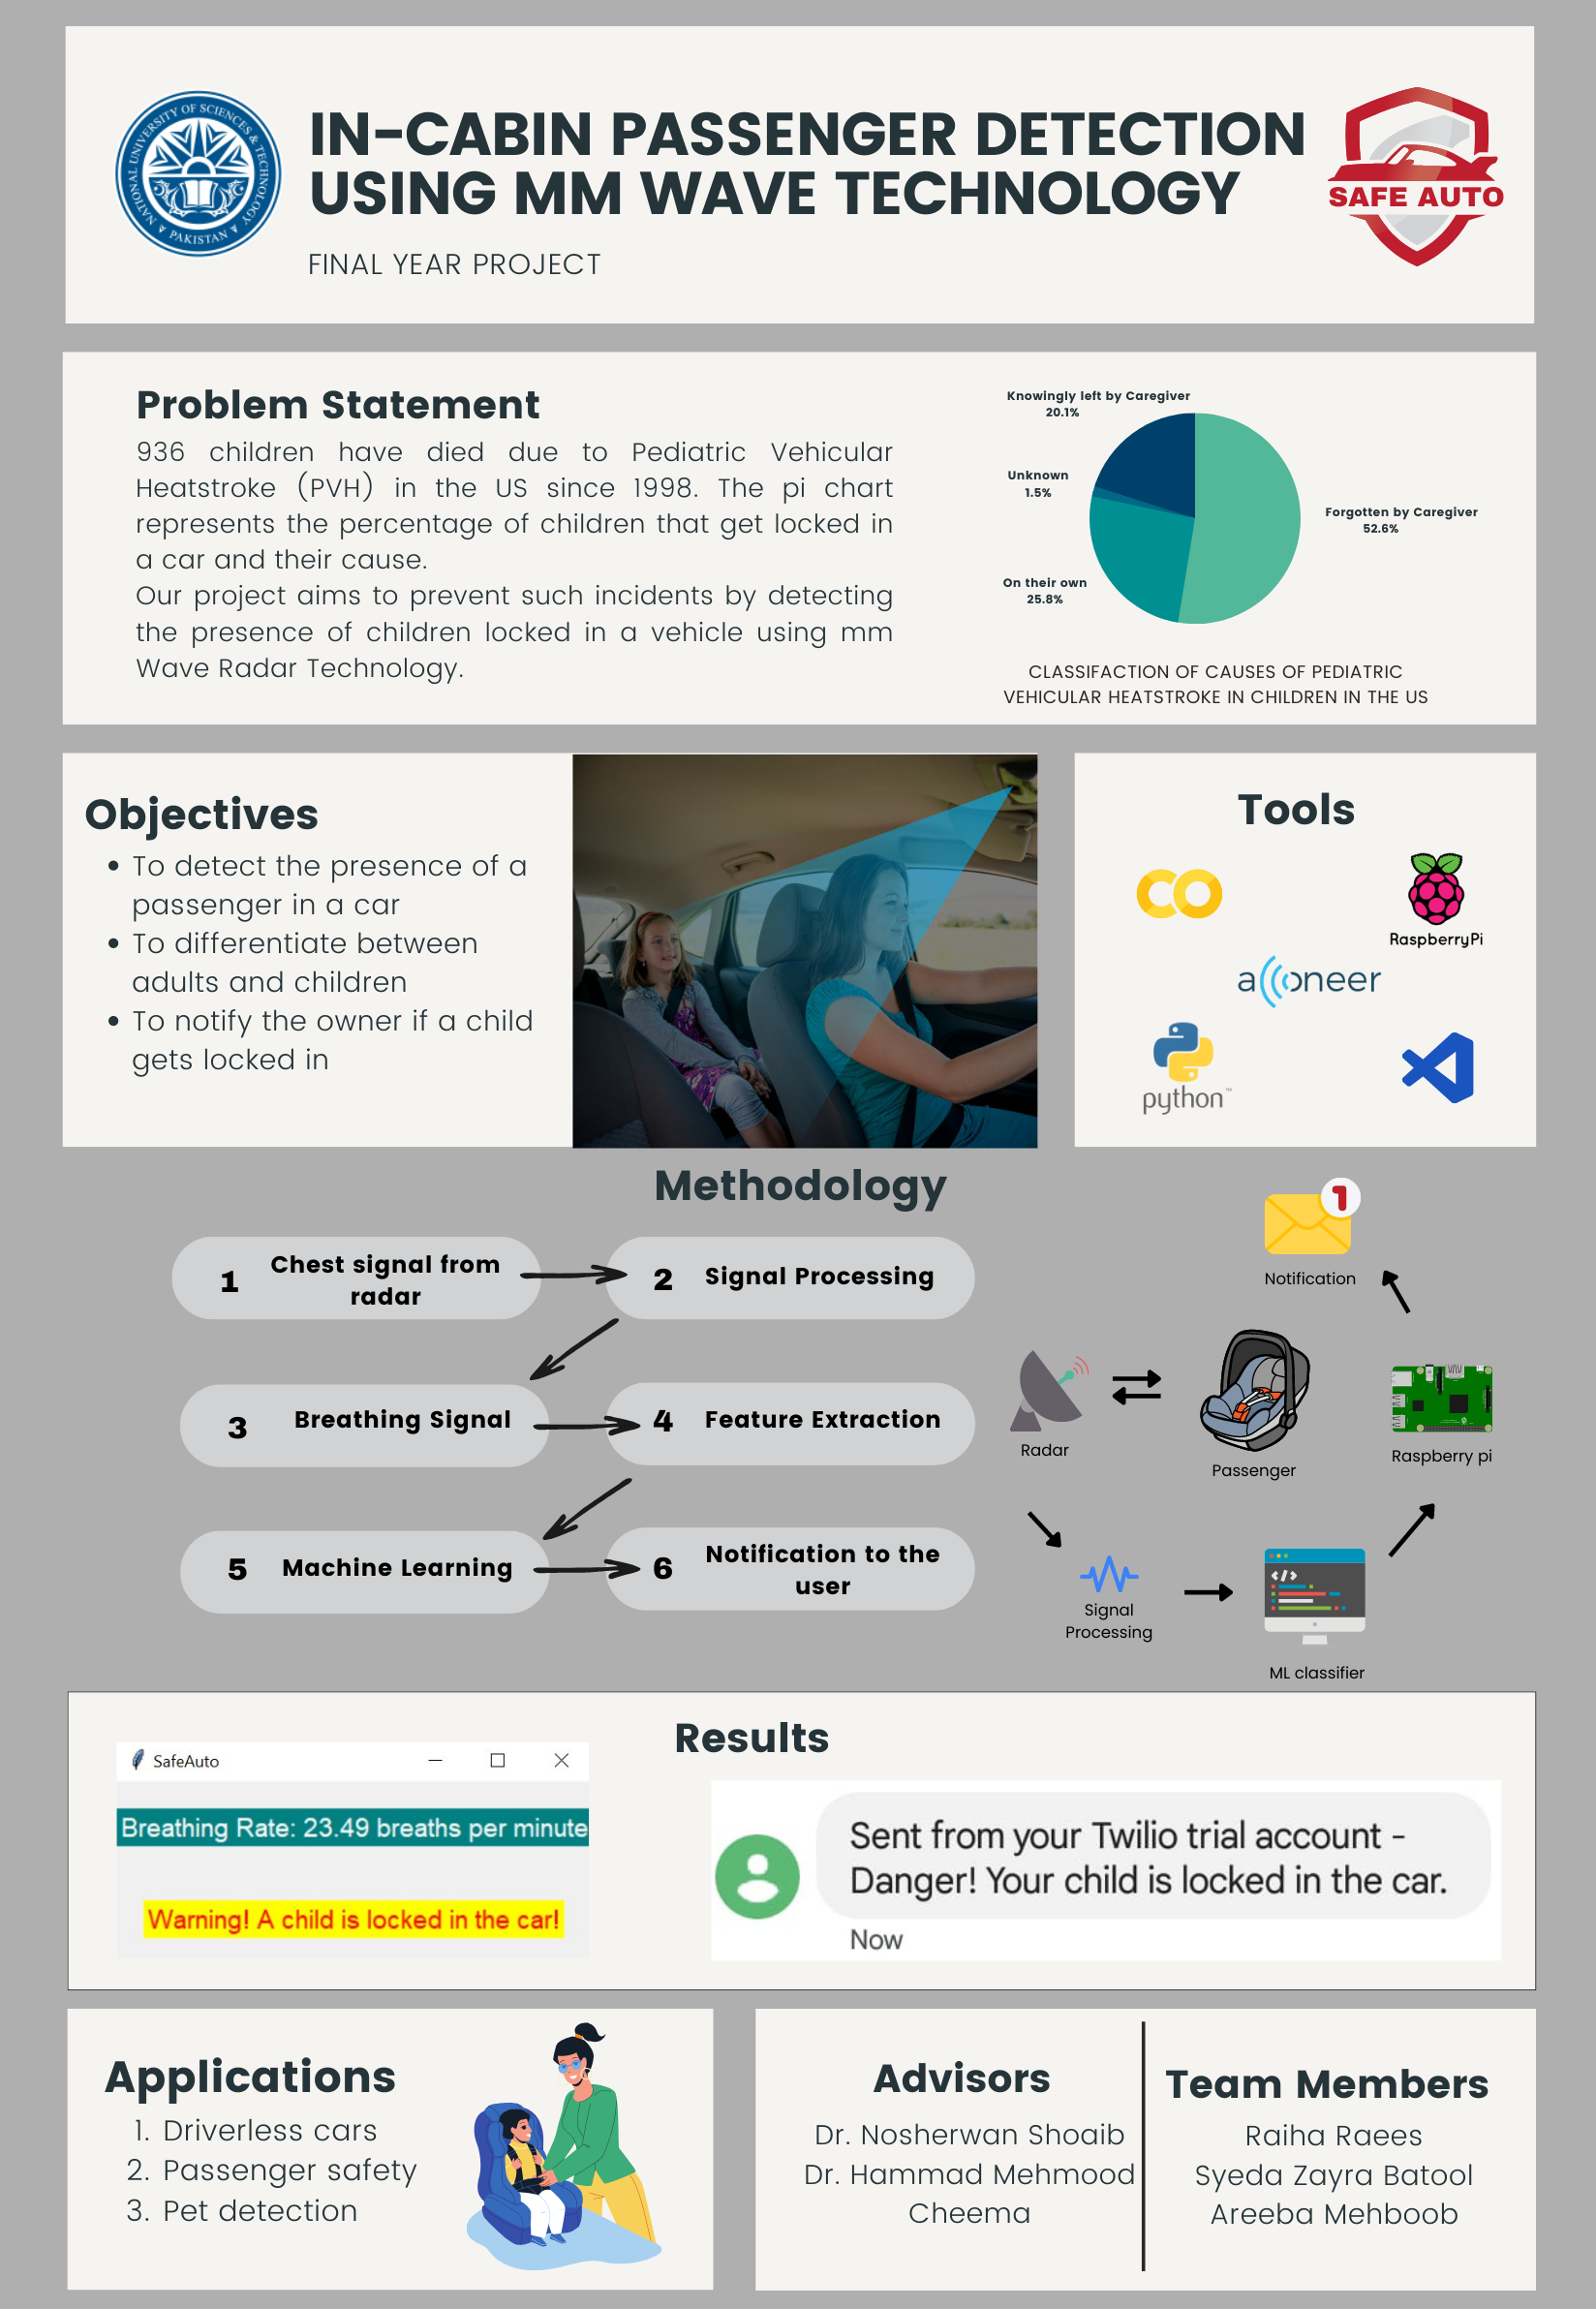 NATIONAL UNIVERSITY OF SCIENCES & TECHNOLOGY
PAKISTAN
IN-CABIN PASSENGER DETECTION
USING MM WAVE TECHNOLOGY
FINAL YEAR PROJECT
SAFE AUTO
Problem Statement
936 children have died due to Pediatric Vehicular
Heatstroke (PVH) in the US since 1998. The pi chart
represents the percentage of children that get locked in
a car and their cause.
Our project aims to prevent such incidents by detecting
the presence of children locked in a vehicle using mm
Wave Radar Technology.
Knowingly left by Caregiver
20.1%
Unknown
1.5%
Forgotten by Caregiver
52.6%
On their own
25.8%
CLASSIFACTION OF CAUSES OF PEDIATRIC
VEHICULAR HEATSTROKE IN CHILDREN IN THE US
Objectives
• To detect the presence of a
passenger in a car
• To differentiate between
adults and children
• To notify the owner if a child
gets locked in
Tools
RaspberryPi
acconeer
python™
Methodology
1 Chest signal from
radar
2 Signal Processing
3 Breathing Signal
4 Feature Extraction
5 Machine Learning
6 Notification to the
user
1
Notification
Radar
Passenger
Raspberry pi
Signal
Processing
</>
ML classifier
Results
SafeAuto
Breathing Rate: 23.49 breaths per minute
Warning! A child is locked in the car!
Sent from your Twilio trial account -
Danger! Your child is locked in the car.
Now
Applications
1. Driverless cars
2. Passenger safety
3. Pet detection
Advisors
Dr. Nosherwan Shoaib
Dr. Hammad Mehmood
Cheema
Team Members
Raiha Raees
Syeda Zayra Batool
Areeba Mehboob